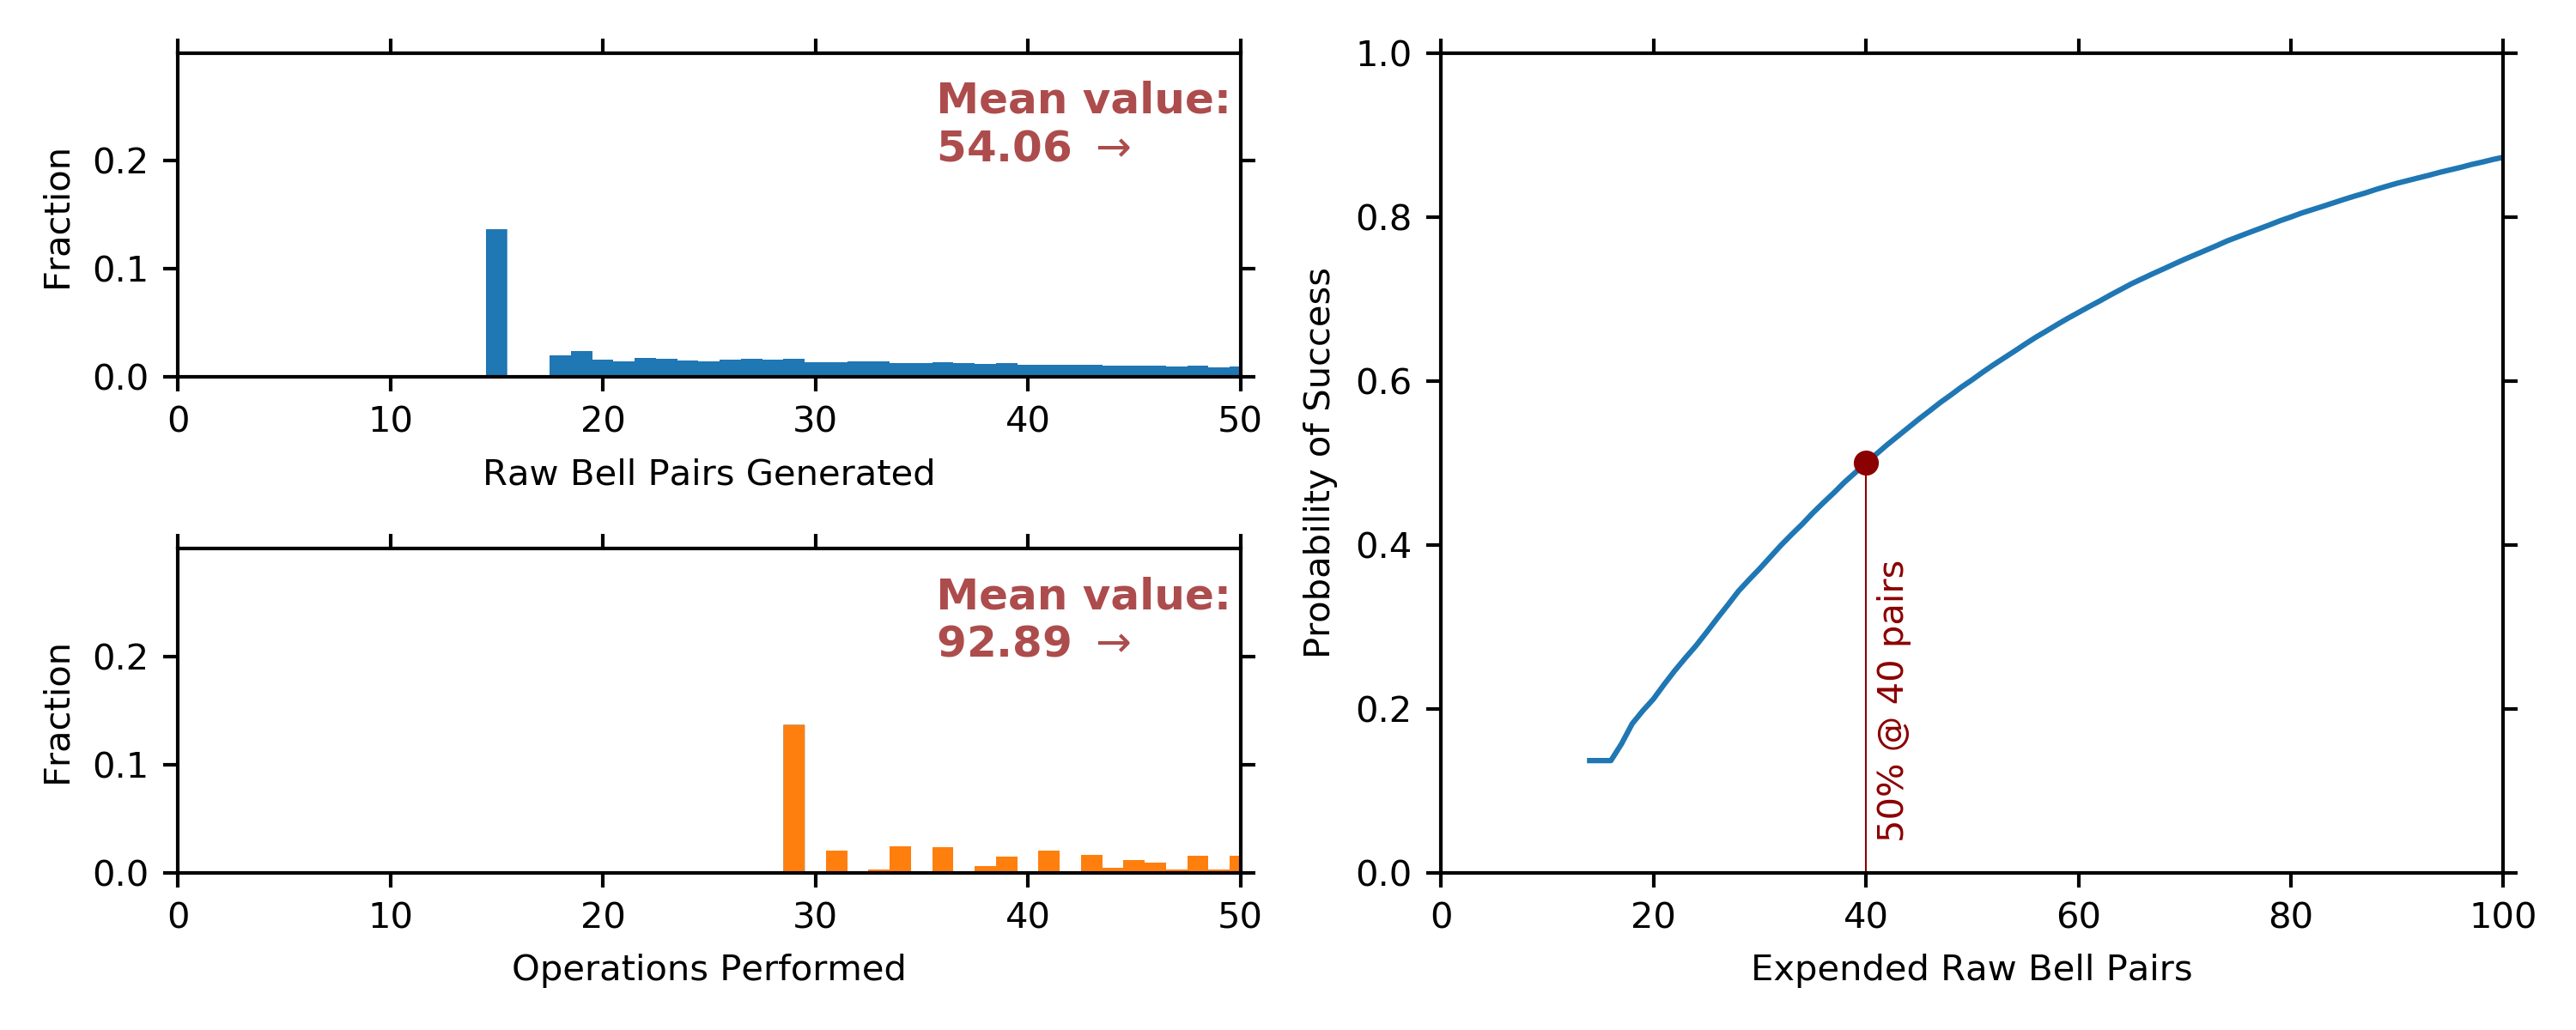 Mean value:
54.06 →
Fraction
0.2
0.1
0.0
0 10 20 30 40 50
Raw Bell Pairs Generated
Mean value:
92.89 →
Fraction
0.2
0.1
0.0
0 10 20 30 40 50
Operations Performed
Probability of Success
1.0
0.8
0.6
0.4
0.2
0.0
50% @ 40 pairs
0 20 40 60 80 100
Expended Raw Bell Pairs